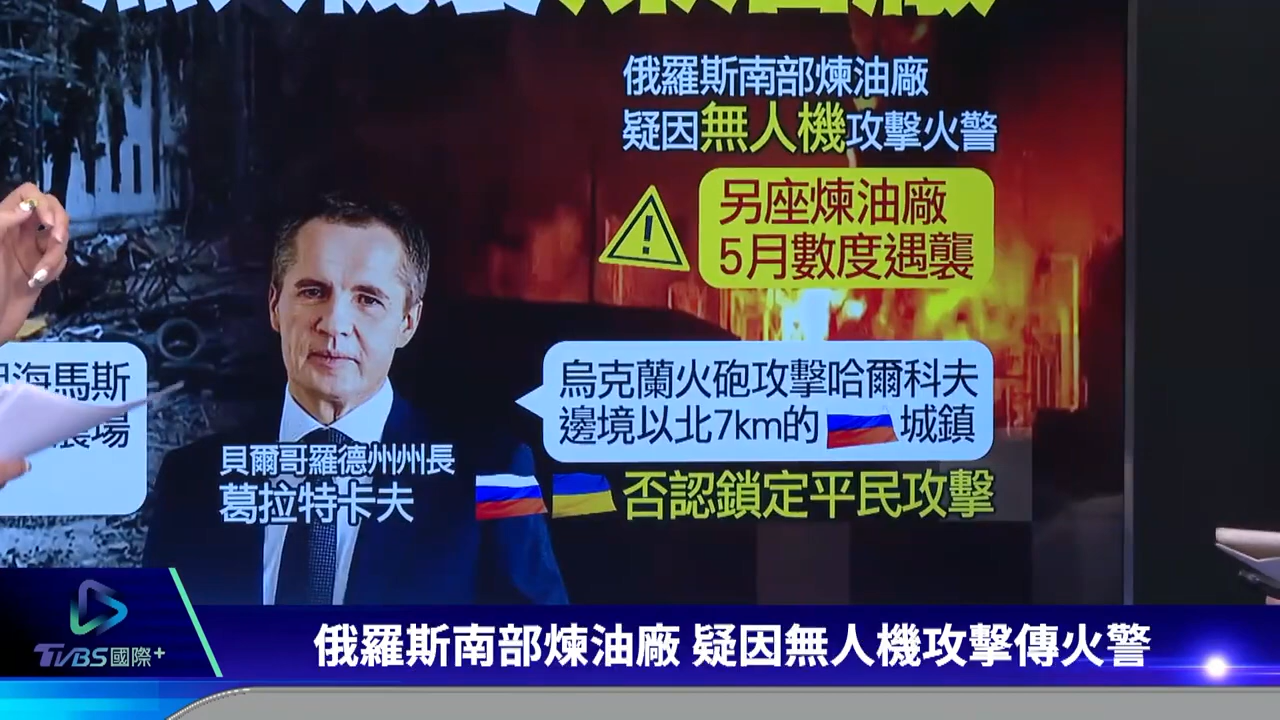 俄羅斯南部煉油廠
疑因無人機攻擊火警
另座煉油廠
5月數度遇襲
海馬斯
農場
烏克蘭火砲攻擊哈爾科夫
邊境以北7km的 城鎮
貝爾哥羅德州州長
葛拉特卡夫
否認鎖定平民攻擊
TVBS國際+
俄羅斯南部煉油廠 疑因無人機攻擊傳火警